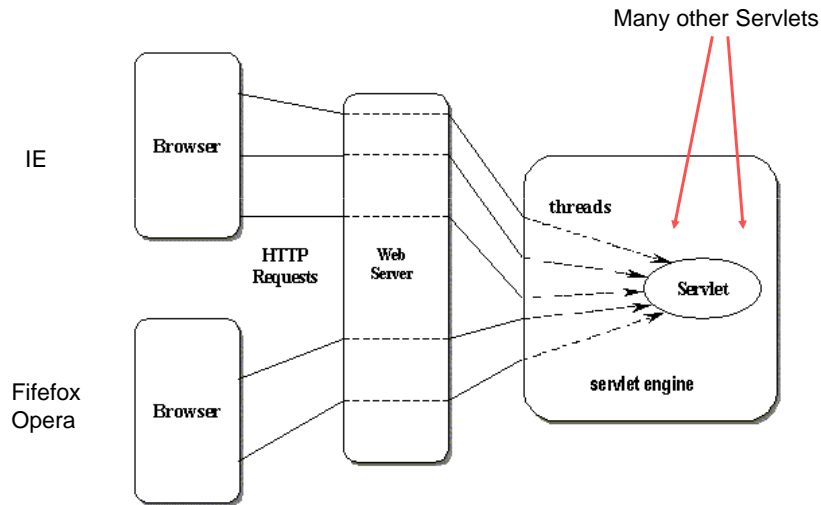 Many other Servlets
IE
Browser
HTTP
Requests
Web
Server
threads
Servlet
servlet engine
Fifefox
Opera
Browser